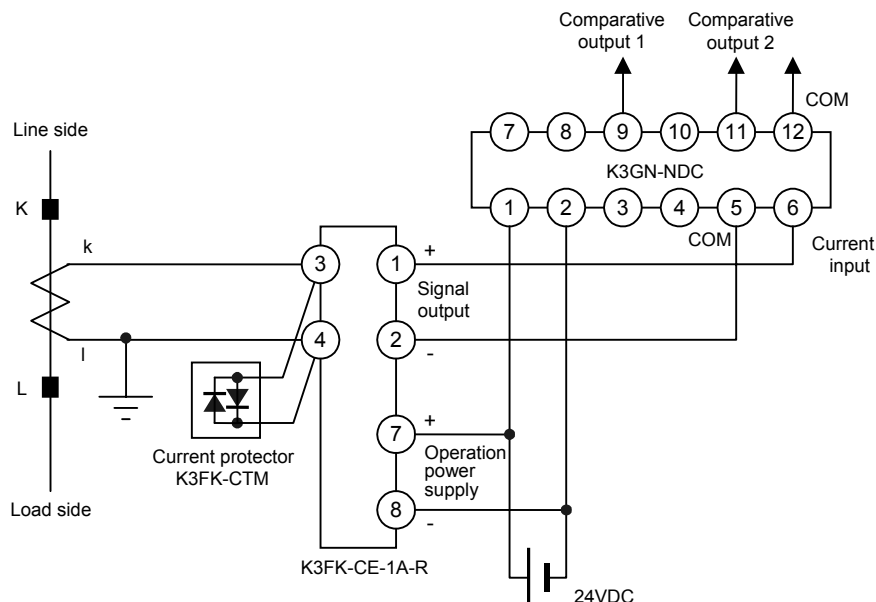 Comparative
output 1
Comparative
output 2
COM
7 8 9 10 11 12
K3GN-NDC
1 2 3 4 5 6
COM
Current
input
Line side
K
k
l
L
Load side
3
4
Current protector
K3FK-CTM
1
+
Signal
output
2
-
7
+
Operation
power
supply
8
-
K3FK-CE-1A-R
24VDC